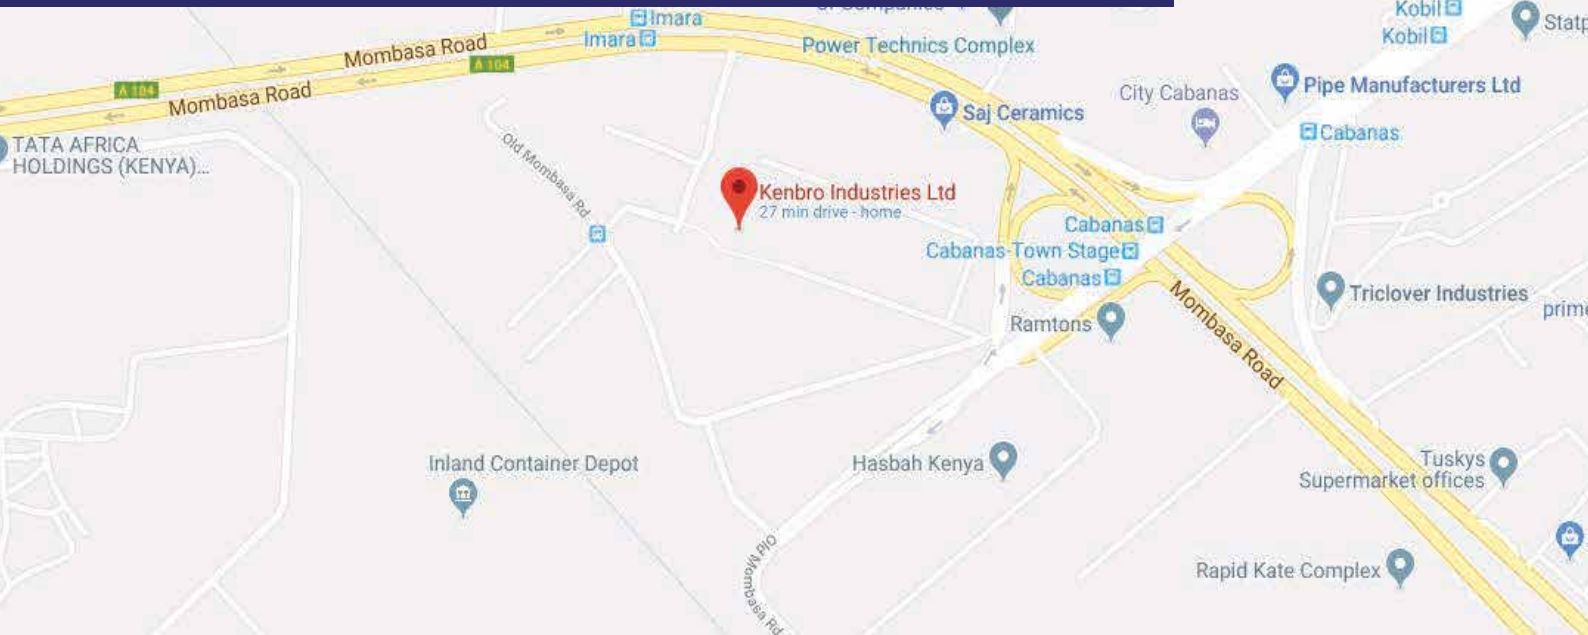 Imara
Kobil
Statp
Imara
Power Technics Complex
Kobil
Mombasa Road
A 104
A 104
Mombasa Road
City Cabanas
Pipe Manufacturers Ltd
Saj Ceramics
Cabanas
TATA AFRICA
HOLDINGS (KENYA)...
Old Mombasa Rd
Kenbro Industries Ltd
27 min drive - home
Cabanas
Cabanas-Town Stage
Cabanas
Mombasa Road
Triclover Industries
prime
Ramtons
Inland Container Depot
Hasbah Kenya
Tuskys
Supermarket offices
Old Mombasa Rd
Rapid Kate Complex